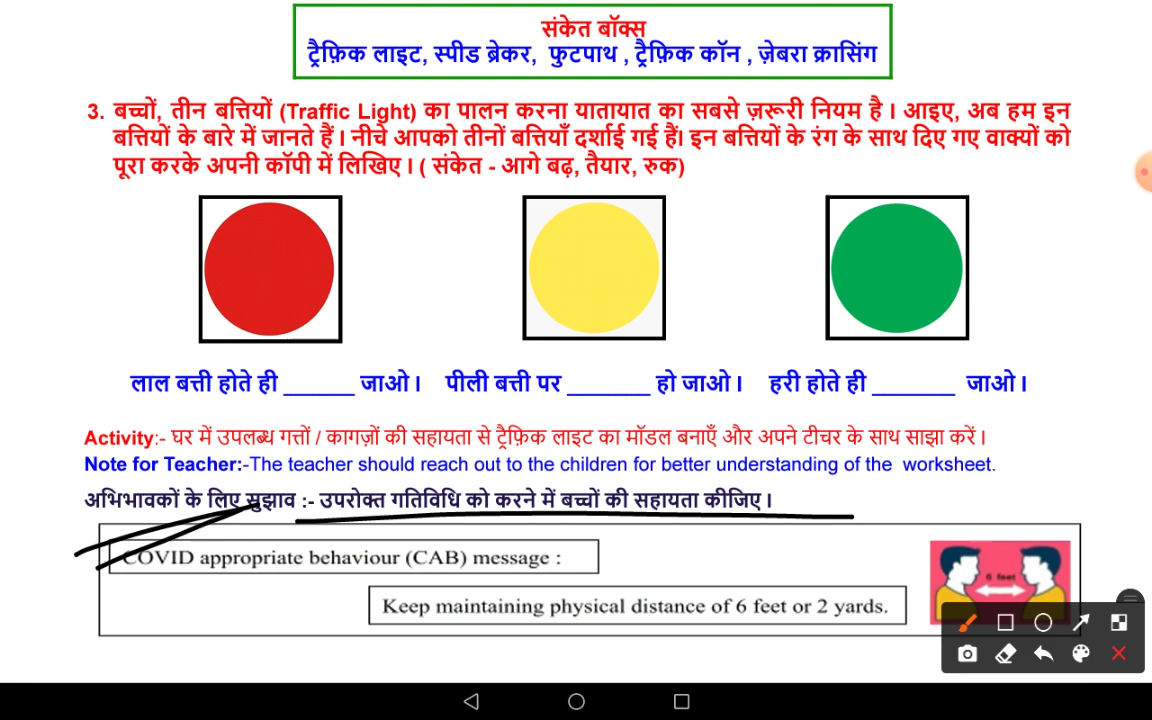 संकेत बॉक्स
ट्रैफ़िक लाइट, स्पीड ब्रेकर, फुटपाथ , ट्रैफ़िक कॉन , ज़ेबरा क्रासिंग
3. बच्चों, तीन बत्तियों (Traffic Light) का पालन करना यातायात का सबसे ज़रूरी नियम है । आइए, अब हम इन
बत्तियों के बारे में जानते हैं । नीचे आपको तीनों बत्तियाँ दर्शाई गई हैं। इन बत्तियों के रंग के साथ दिए गए वाक्यों को
पूरा करके अपनी कॉपी में लिखिए । ( संकेत - आगे बढ़, तैयार, रुक)
लाल बत्ती होते ही ______ जाओ । पीली बत्ती पर _______ हो जाओ । हरी होते ही _______ जाओ ।
Activity:- घर में उपलब्ध गत्तों / कागज़ों की सहायता से ट्रैफ़िक लाइट का मॉडल बनाएँ और अपने टीचर के साथ साझा करें ।
Note for Teacher:-The teacher should reach out to the children for better understanding of the worksheet.
अभिभावकों के लिए सुझाव :- उपरोक्त गतिविधि को करने में बच्चों की सहायता कीजिए ।
COVID appropriate behaviour (CAB) message :
6 feet
Keep maintaining physical distance of 6 feet or 2 yards.